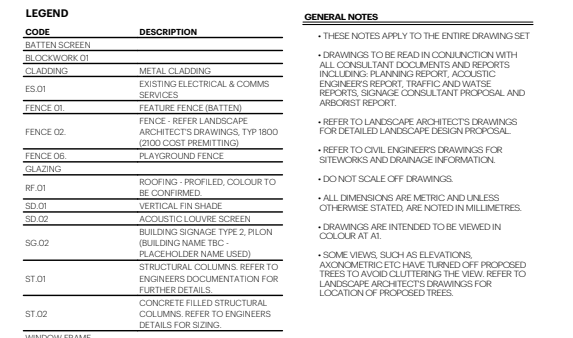 LEGEND
CODE DESCRIPTION
BATTEN SCREEN
BLOCKWORK 01
CLADDING METAL CLADDING
ES.01 EXISTING ELECTRICAL & COMMS
SERVICES
FENCE 01. FEATURE FENCE (BATTEN)
FENCE 02. FENCE - REFER LANDSCAPE
ARCHITECT'S DRAWINGS, TYP 1800
(2100 COST PREMITTING)
FENCE 06. PLAYGROUND FENCE
GLAZING
RF.01 ROOFING - PROFILED, COLOUR TO
BE CONFIRMED.
SD.01 VERTICAL FIN SHADE
SD.02 ACOUSTIC LOUVRE SCREEN
SG.02 BUILDING SIGNAGE TYPE 2, PILON
(BUILDING NAME TBC -
PLACEHOLDER NAME USED)
ST.01 STRUCTURAL COLUMNS. REFER TO
ENGINEERS DOCUMENTATION FOR
FURTHER DETAILS.
ST.02 CONCRETE FILLED STRUCTURAL
COLUMNS. REFER TO ENGINEERS
DETAILS FOR SIZING.
WINDOW FRAME
GENERAL NOTES
• THESE NOTES APPLY TO THE ENTIRE DRAWING SET
• DRAWINGS TO BE READ IN CONJUNCTION WITH
ALL CONSULTANT DOCUMENTS AND REPORTS
INCLUDING: PLANNING REPORT, ACOUSTIC
ENGINEER'S REPORT, TRAFFIC AND WATSE
REPORTS, SIGNAGE CONSULTANT PROPOSAL AND
ARBORIST REPORT.
• REFER TO LANDSCAPE ARCHITECT'S DRAWINGS
FOR DETAILED LANDSCAPE DESIGN PROPOSAL.
• REFER TO CIVIL ENGINEER'S DRAWINGS FOR
SITEWORKS AND DRAINAGE INFORMATION.
• DO NOT SCALE OFF DRAWINGS.
• ALL DIMENSIONS ARE METRIC AND UNLESS
OTHERWISE STATED, ARE NOTED IN MILLIMETRES.
• DRAWINGS ARE INTENDED TO BE VIEWED IN
COLOUR AT A1.
• SOME VIEWS, SUCH AS ELEVATIONS,
AXONOMETRIC ETC HAVE TURNED OFF PROPOSED
TREES TO AVOID CLUTTERING THE VIEW. REFER TO
LANDSCAPE ARCHITECT'S DRAWINGS FOR
LOCATION OF PROPOSED TREES.